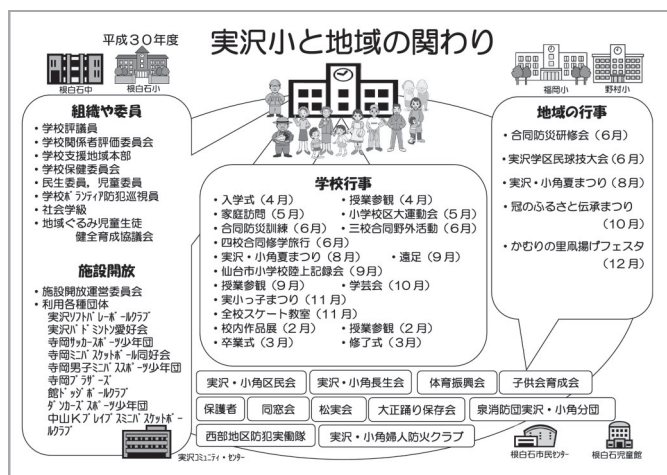 平成30年度
実沢小と地域の関わり
根白石中
根白石小
福岡小
野村小
組織や委員
・学校評議員
・学校関係者評価委員会
・学校支援地域本部
・学校保健委員会
・民生委員，児童委員
・学校ボランティア防犯巡視員
・社会学級
・地域ぐるみ児童生徒
健全育成協議会
施設開放
・施設開放運営委員会
・利用各種団体
実沢ソフトバレーボールクラブ
実沢バドミントン愛好会
寺岡サッカースポーツ少年団
寺岡ミニバスケットボール同好会
寺岡男子ミニバススポーツ少年団
寺岡ブラザーズ
館ドッジボールクラブ
ダンカーズスポーツ少年団
中山Kブレイブスミニバスケットボー
ルクラブ
実沢コミュニティ・センター
学校行事
・入学式（4月） ・授業参観（4月）
・家庭訪問（5月） ・小学校区大運動会（5月）
・合同防災訓練（6月）・三校合同野外活動（6月）
・四校合同修学旅行（6月）
・実沢・小角夏まつり（8月） ・遠足（9月）
・仙台市小学校陸上記録会（9月）
・授業参観（9月） ・学芸会（10月）
・実小っ子まつり（11月）
・全校スケート教室（11月）
・校内作品展（2月） ・授業参観（2月）
・卒業式（3月） ・修了式（3月）
地域の行事
・合同防災研修会（6月）
・実沢学区民球技大会（6月）
・実沢・小角夏まつり（8月）
・冠のふるさと伝承まつり
（10月）
・かむりの里凧揚げフェスタ
（12月）
実沢・小角区民会 実沢・小角長生会 体育振興会 子供会育成会
保護者 同窓会 松実会 大正踊り保存会 泉消防団実沢・小角分団
西部地区防犯実働隊 実沢・小角婦人防火クラブ
根白石市民センター
根白石児童館